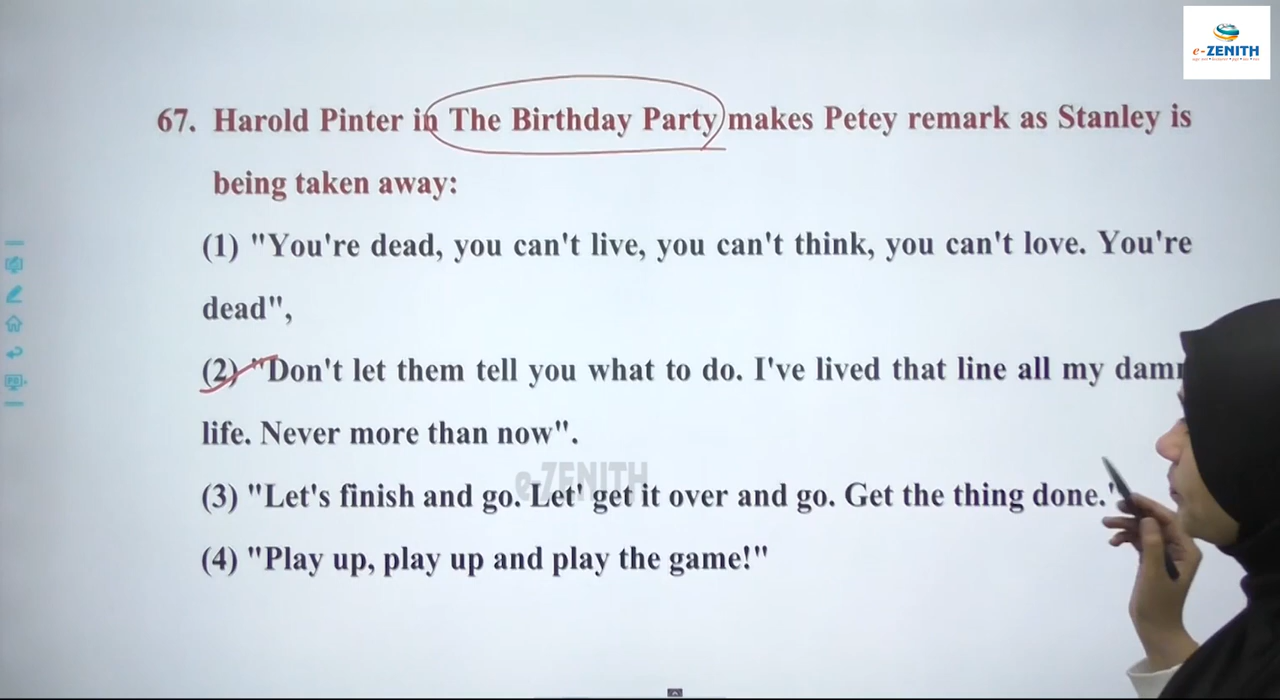 e-ZENITH
67. Harold Pinter in The Birthday Party makes Petey remark as Stanley is
being taken away:
(1) "You're dead, you can't live, you can't think, you can't love. You're
dead",
(2) "Don't let them tell you what to do. I've lived that line all my
life. Never more than now".
e-ZENITH
(3) "Let's finish and go. Let' get it over and go. Get the thing done."
(4) "Play up, play up and play the game!"